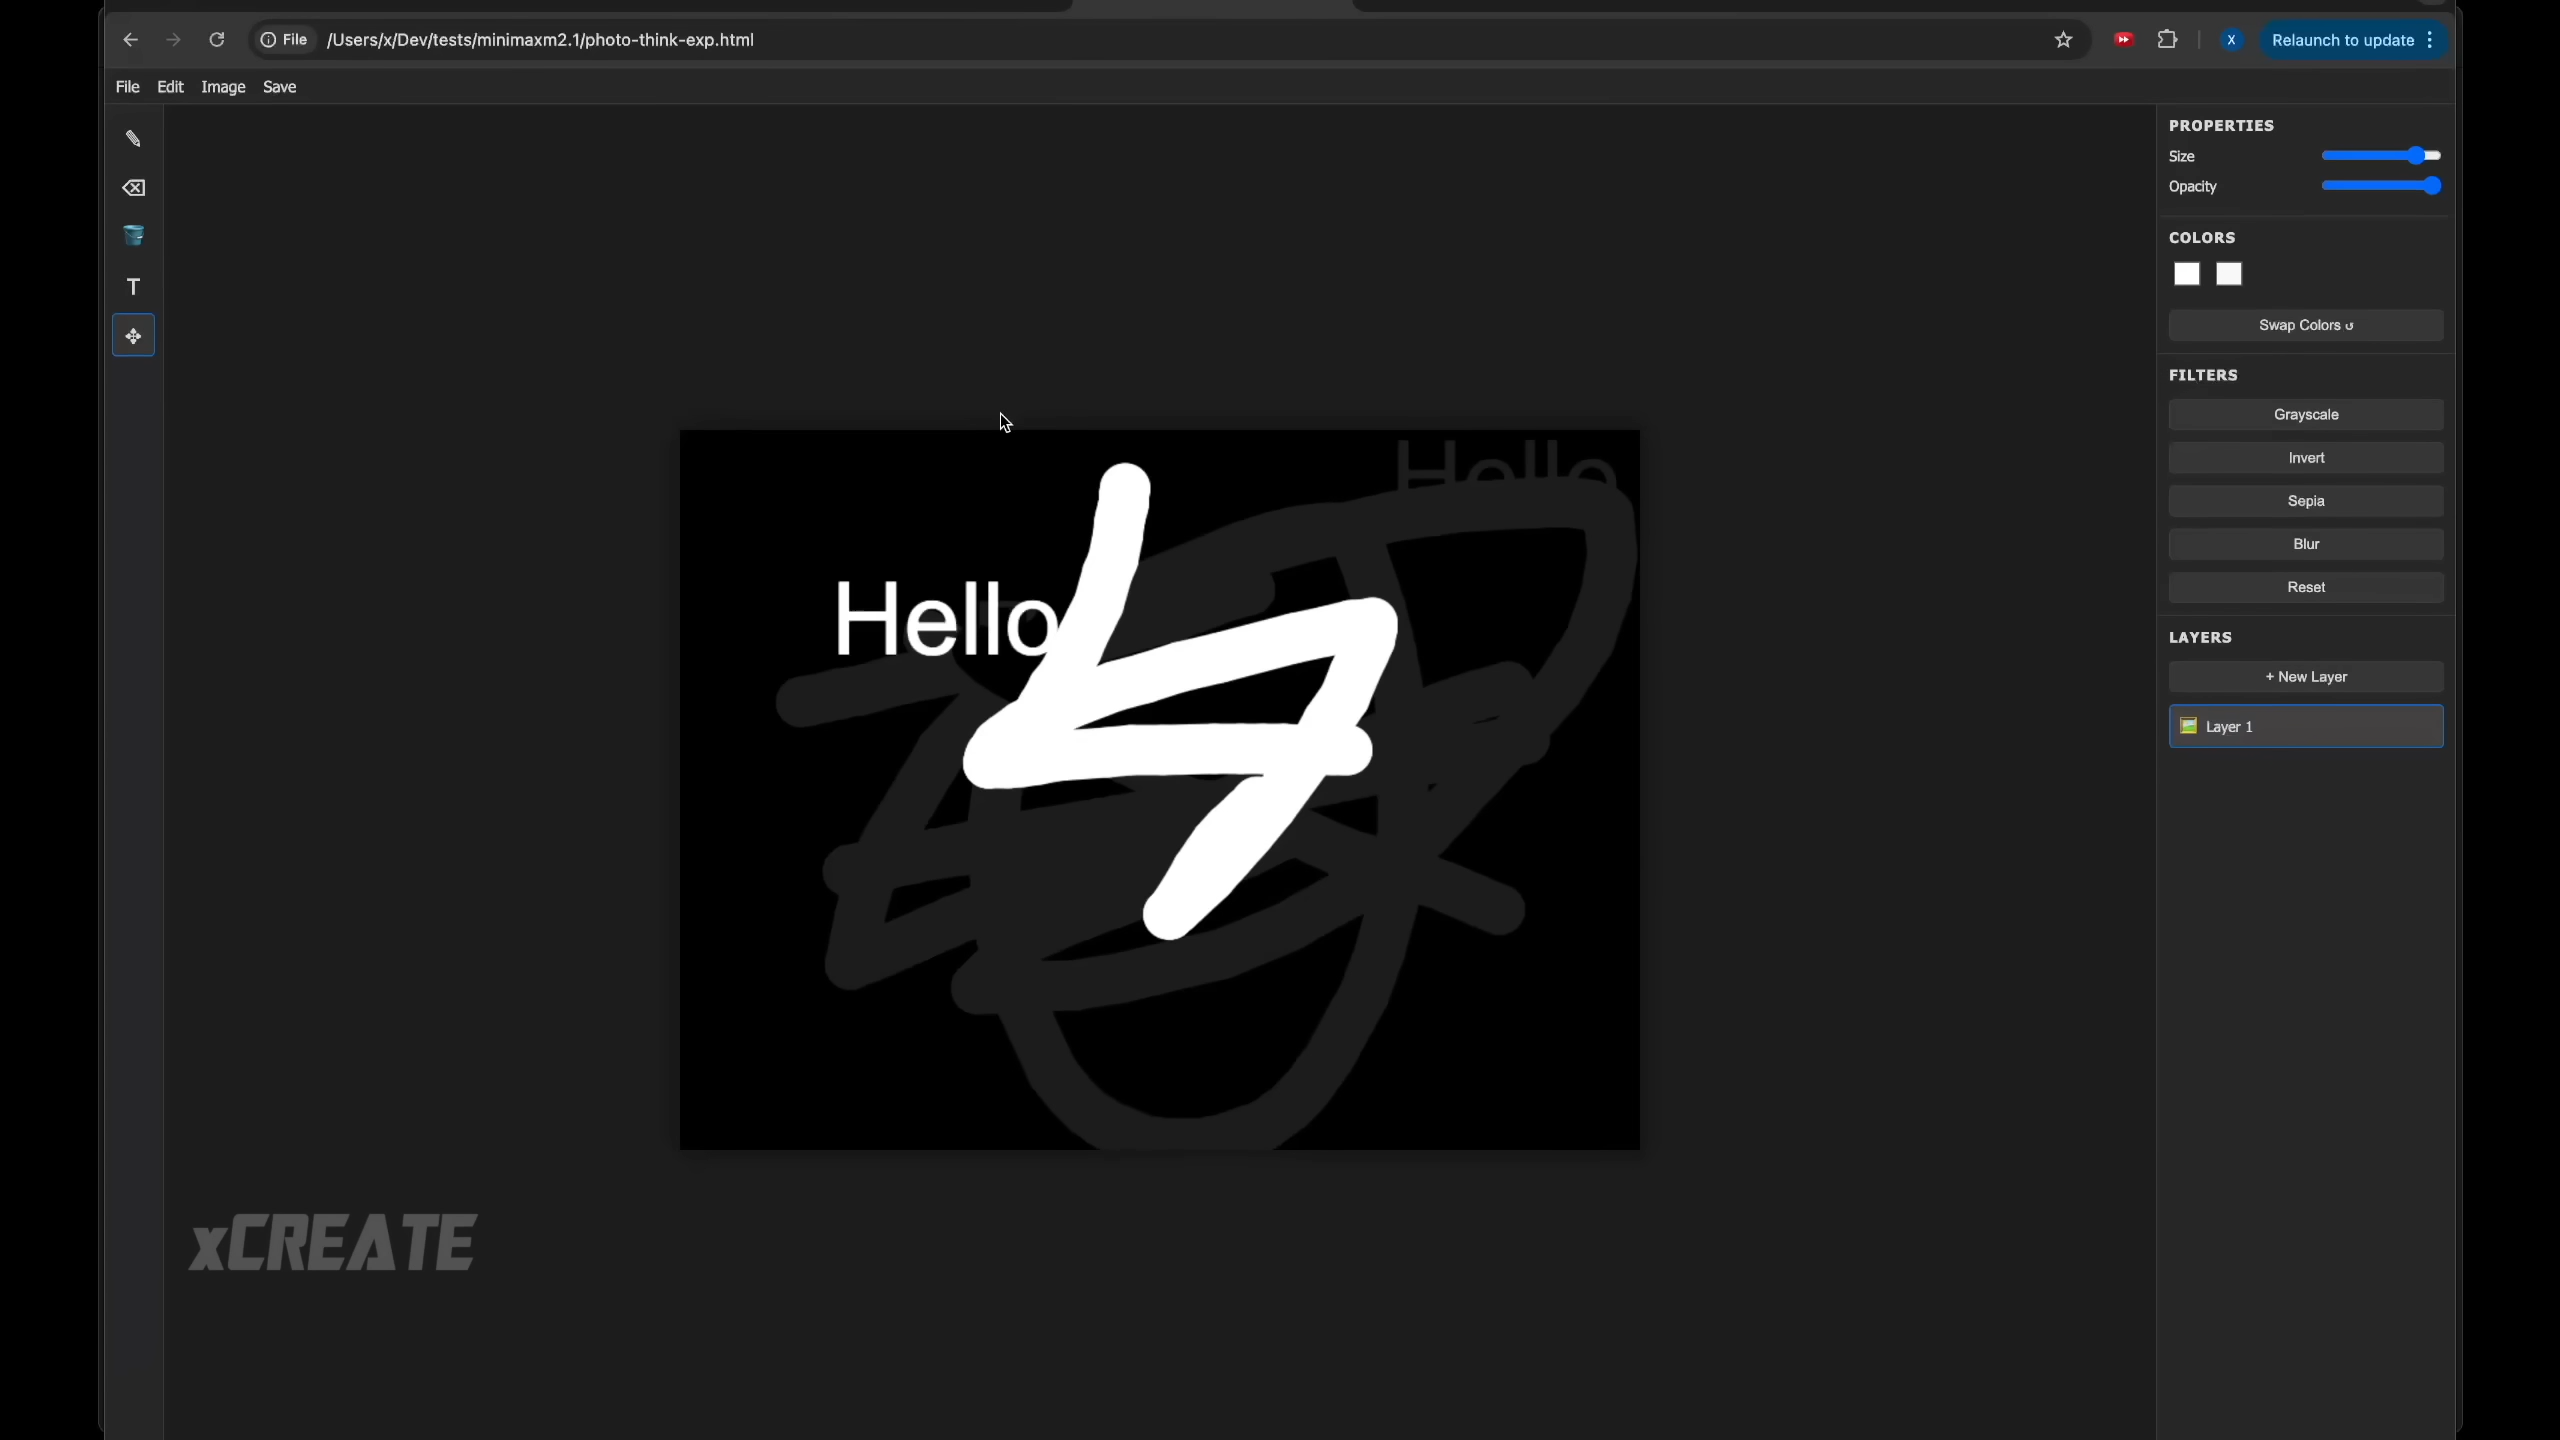 File /Users/x/Dev/tests/minimaxm2.1/photo-think-exp.html
X
Relaunch to update
File Edit Image Save
T
PROPERTIES
Size
Opacity
COLORS
Swap Colors ↺
FILTERS
Grayscale
Invert
Sepia
Blur
Reset
LAYERS
+ New Layer
Layer 1
Hello
Hello
xCREATE